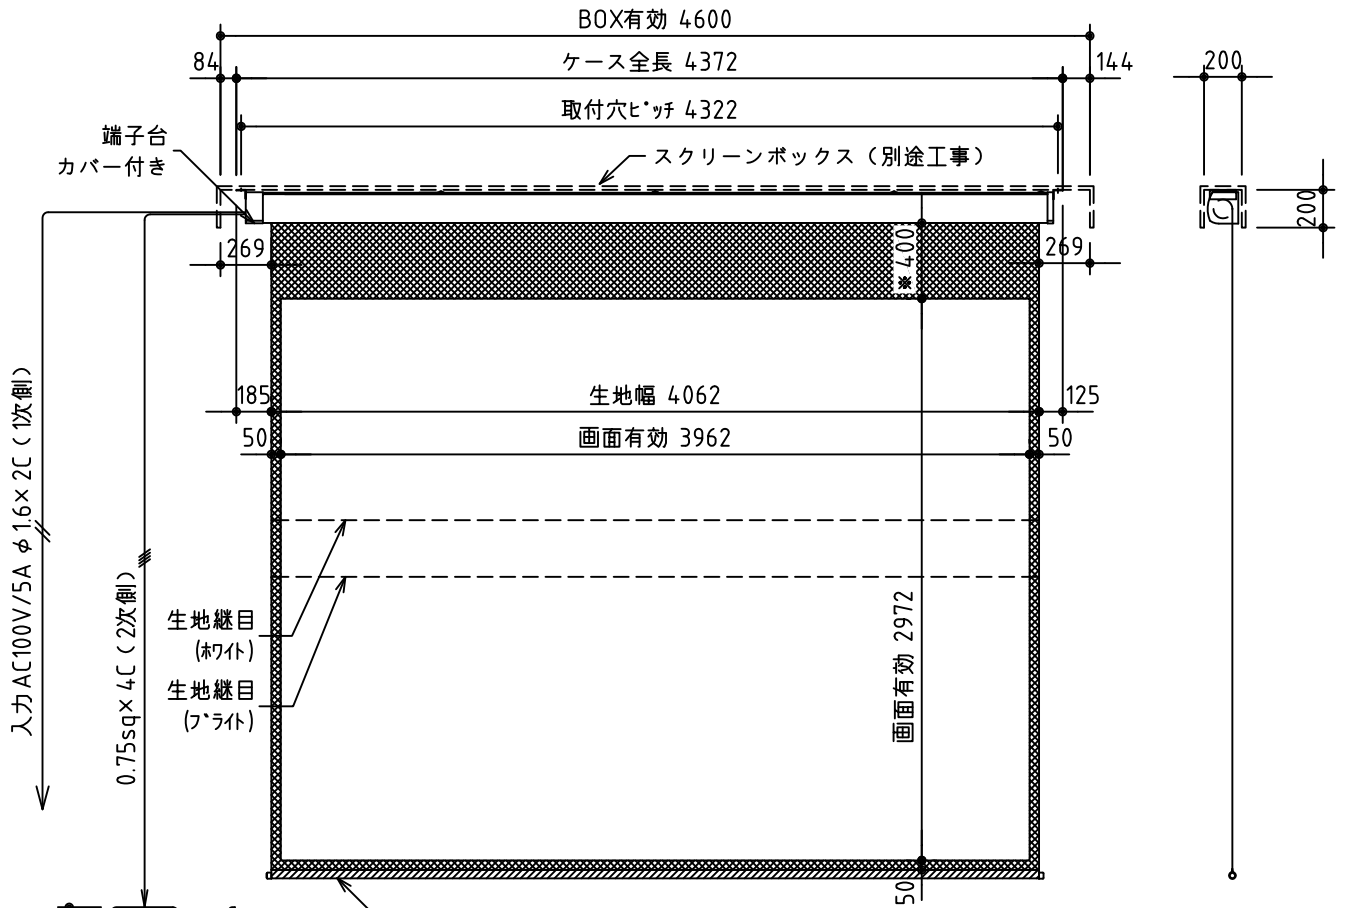 BOX有効 4600
84
ケース全長 4372
144
200
取付穴ピッチ 4322
端子台
カバー付き
スクリーンボックス（別途工事）
200
269
※400
269
185
生地幅 4062
125
50
画面有効 3962
50
入力AC100V/5A φ1.6×2C（1次側）
0.75sq×4C（2次側）
生地継目
(ホワイト)
生地継目
(ブライト)
画面有効 2972
50